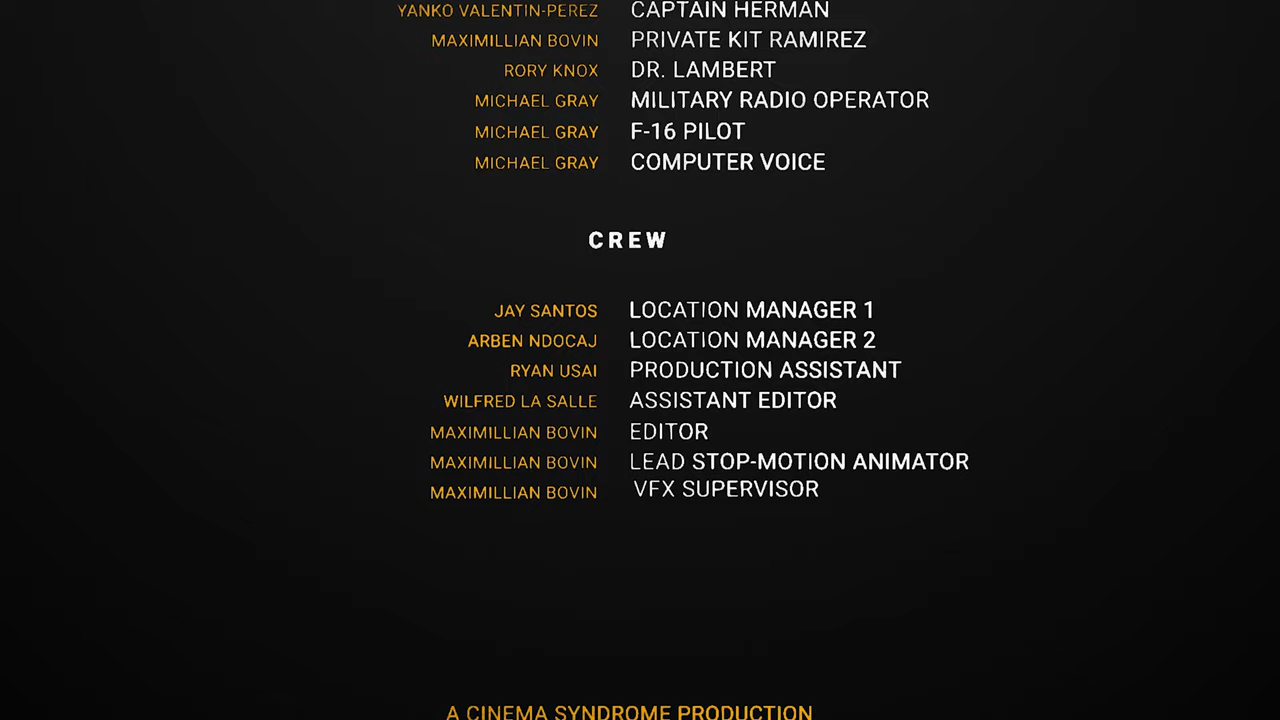 YANKO VALENTIN-PEREZ CAPTAIN HERMAN
MAXIMILLIAN BOVIN PRIVATE KIT RAMIREZ
RORY KNOX DR. LAMBERT
MICHAEL GRAY MILITARY RADIO OPERATOR
MICHAEL GRAY F-16 PILOT
MICHAEL GRAY COMPUTER VOICE
CREW
JAY SANTOS LOCATION MANAGER 1
ARBEN NDOCAJ LOCATION MANAGER 2
RYAN USAI PRODUCTION ASSISTANT
WILFRED LA SALLE ASSISTANT EDITOR
MAXIMILLIAN BOVIN EDITOR
MAXIMILLIAN BOVIN LEAD STOP-MOTION ANIMATOR
MAXIMILLIAN BOVIN VFX SUPERVISOR
A CINEMA SYNDROME PRODUCTION